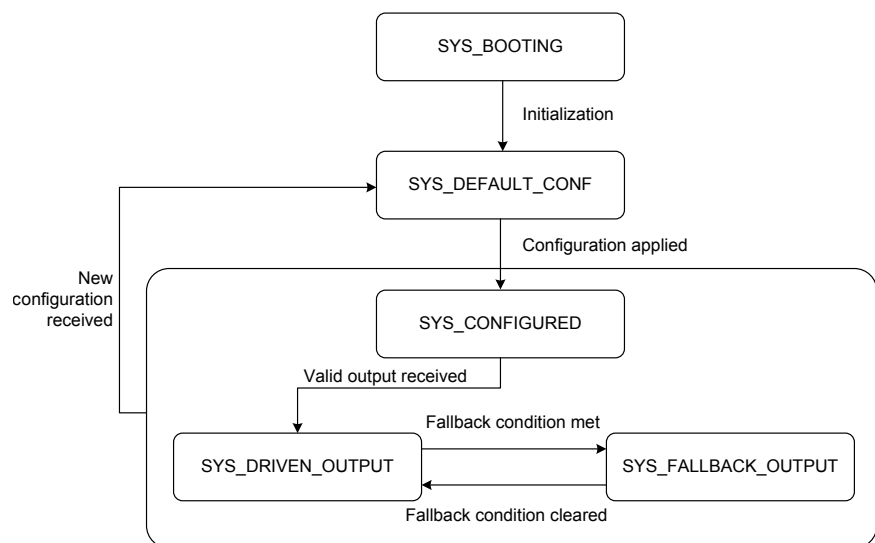 SYS_BOOTING
Initialization
SYS_DEFAULT_CONF
Configuration applied
New
configuration
received
SYS_CONFIGURED
Valid output received
Fallback condition met
SYS_DRIVEN_OUTPUT
SYS_FALLBACK_OUTPUT
Fallback condition cleared